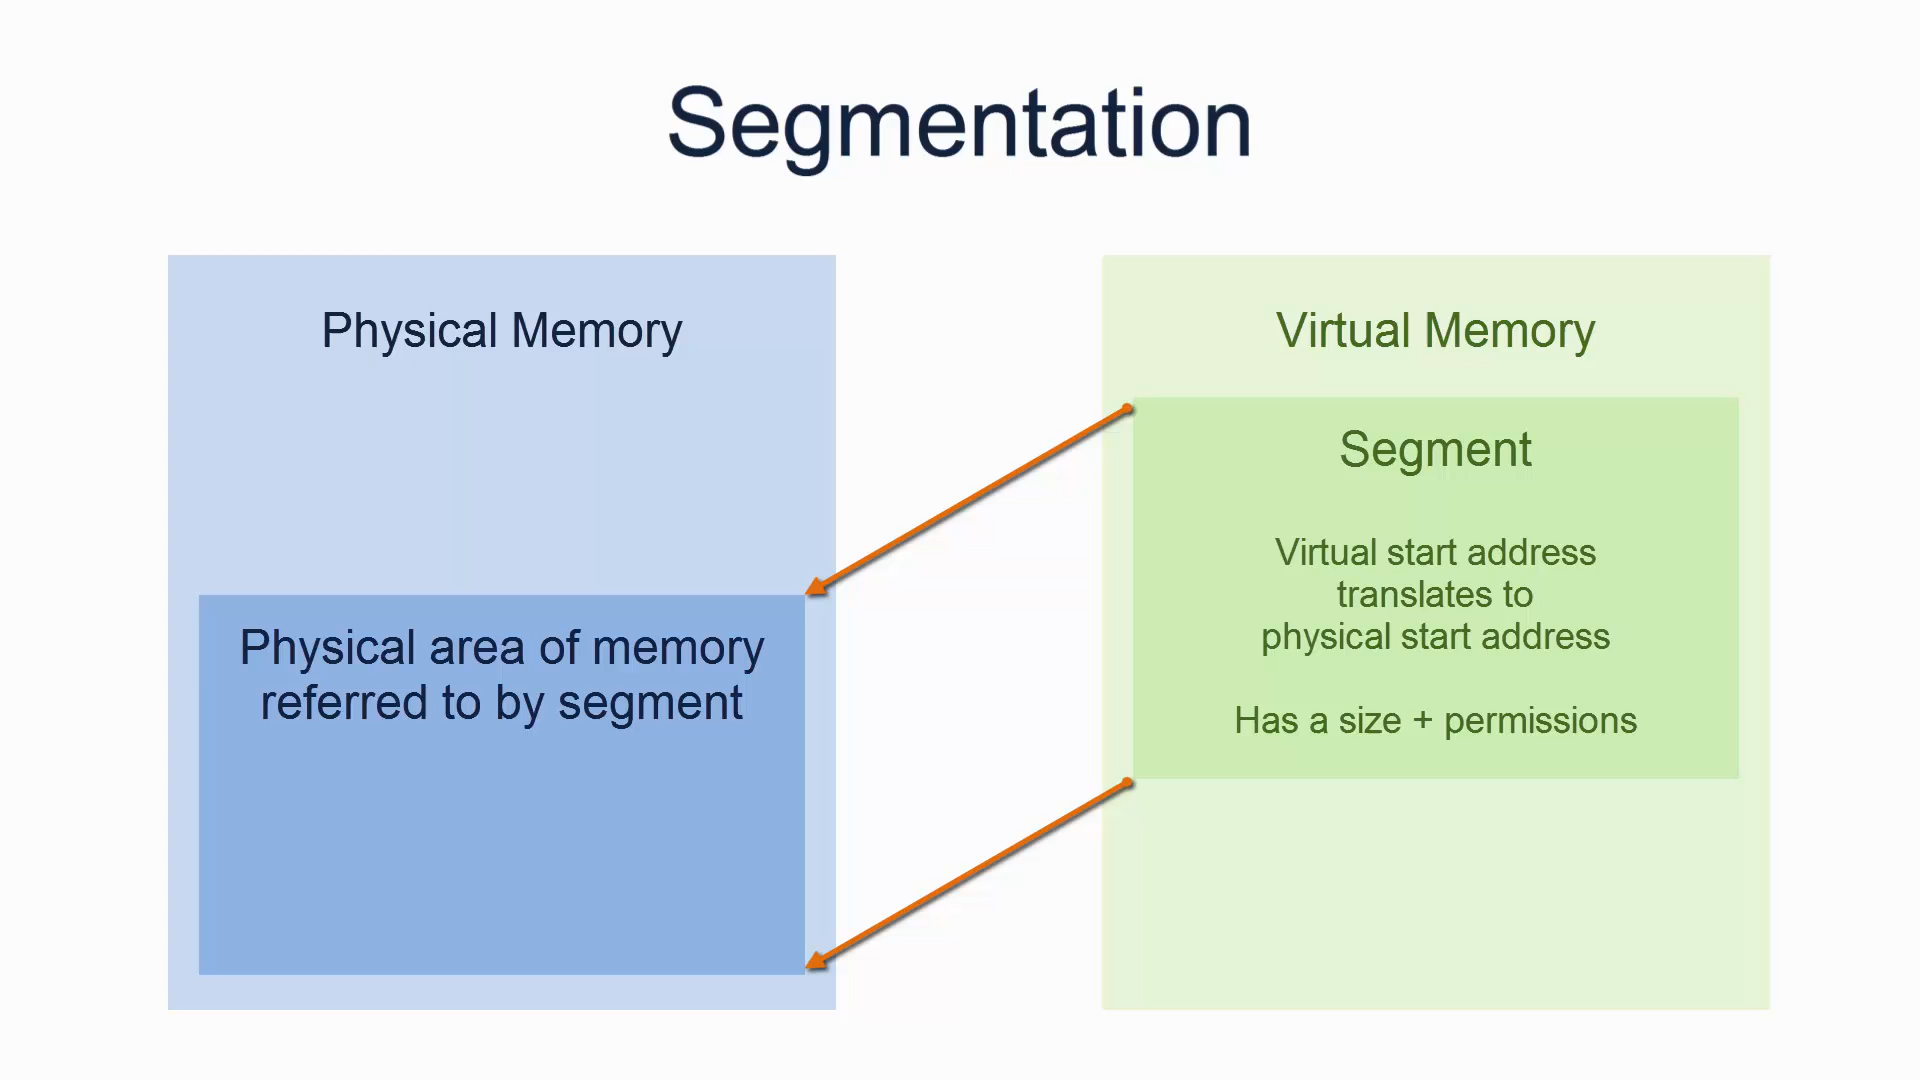 Segmentation
Physical Memory
Physical area of memory
referred to by segment
Virtual Memory
Segment
Virtual start address
translates to
physical start address
Has a size + permissions